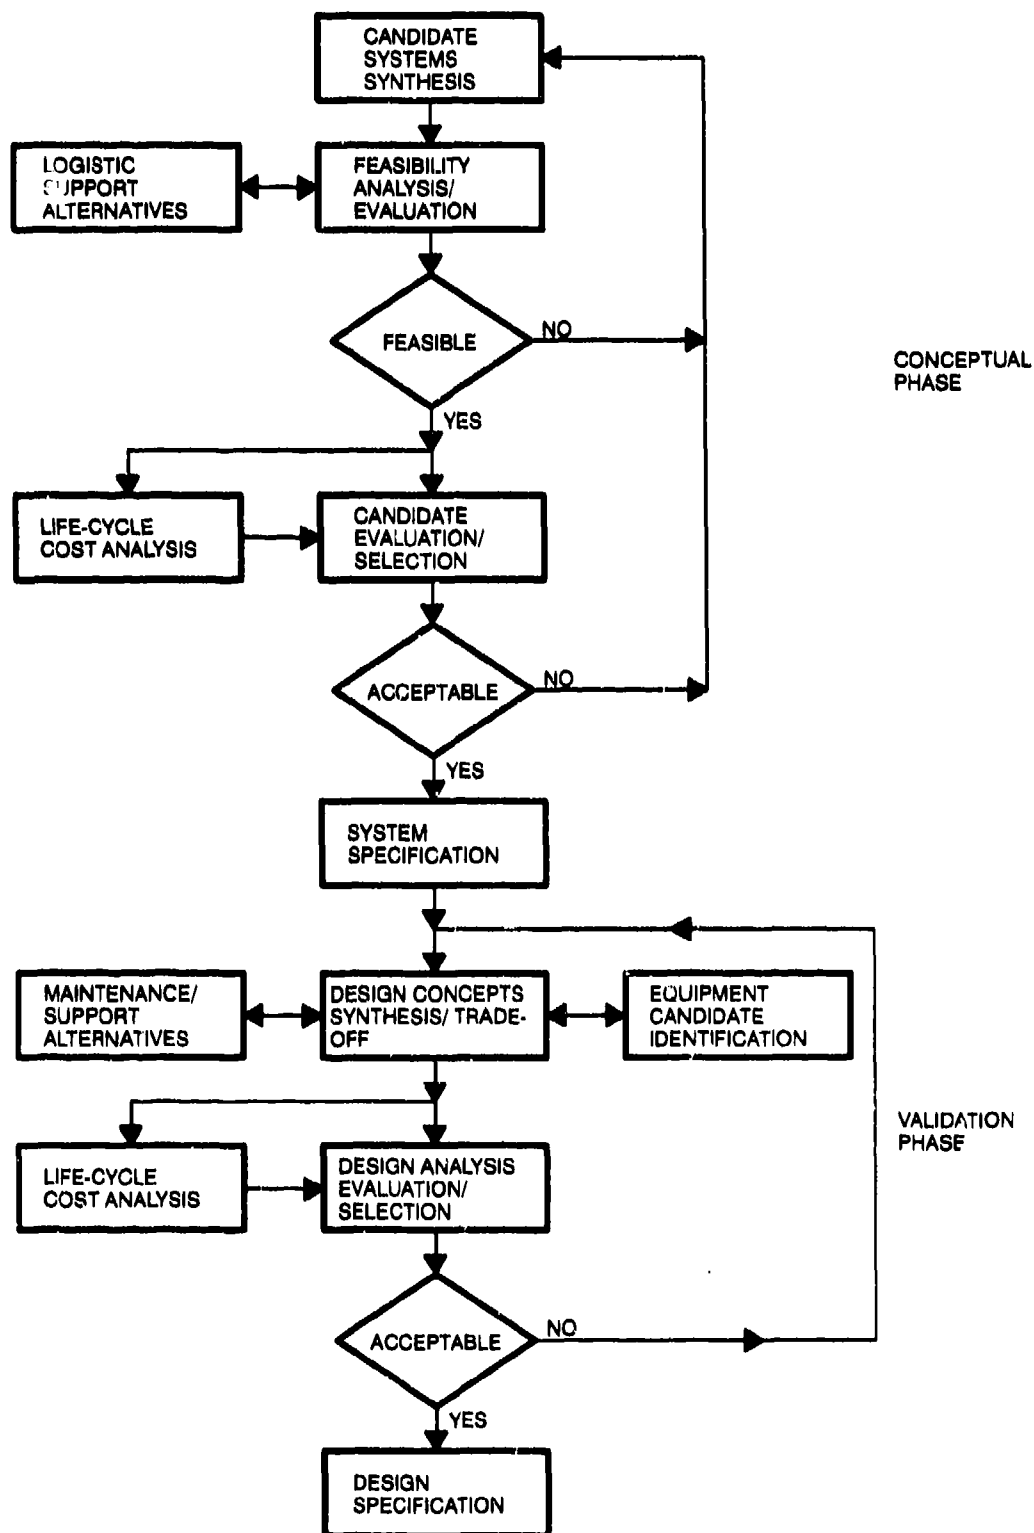 CANDIDATE
SYSTEMS
SYNTHESIS
LOGISTIC
SUPPORT
ALTERNATIVES
FEASIBILITY
ANALYSIS/
EVALUATION
FEASIBLE
NO
CONCEPTUAL
PHASE
YES
LIFE-CYCLE
COST ANALYSIS
CANDIDATE
EVALUATION/
SELECTION
ACCEPTABLE
NO
YES
SYSTEM
SPECIFICATION
MAINTENANCE/
SUPPORT
ALTERNATIVES
DESIGN CONCEPTS
SYNTHESIS/ TRADE-
OFF
EQUIPMENT
CANDIDATE
IDENTIFICATION
VALIDATION
PHASE
LIFE-CYCLE
COST ANALYSIS
DESIGN ANALYSIS
EVALUATION/
SELECTION
ACCEPTABLE
NO
YES
DESIGN
SPECIFICATION